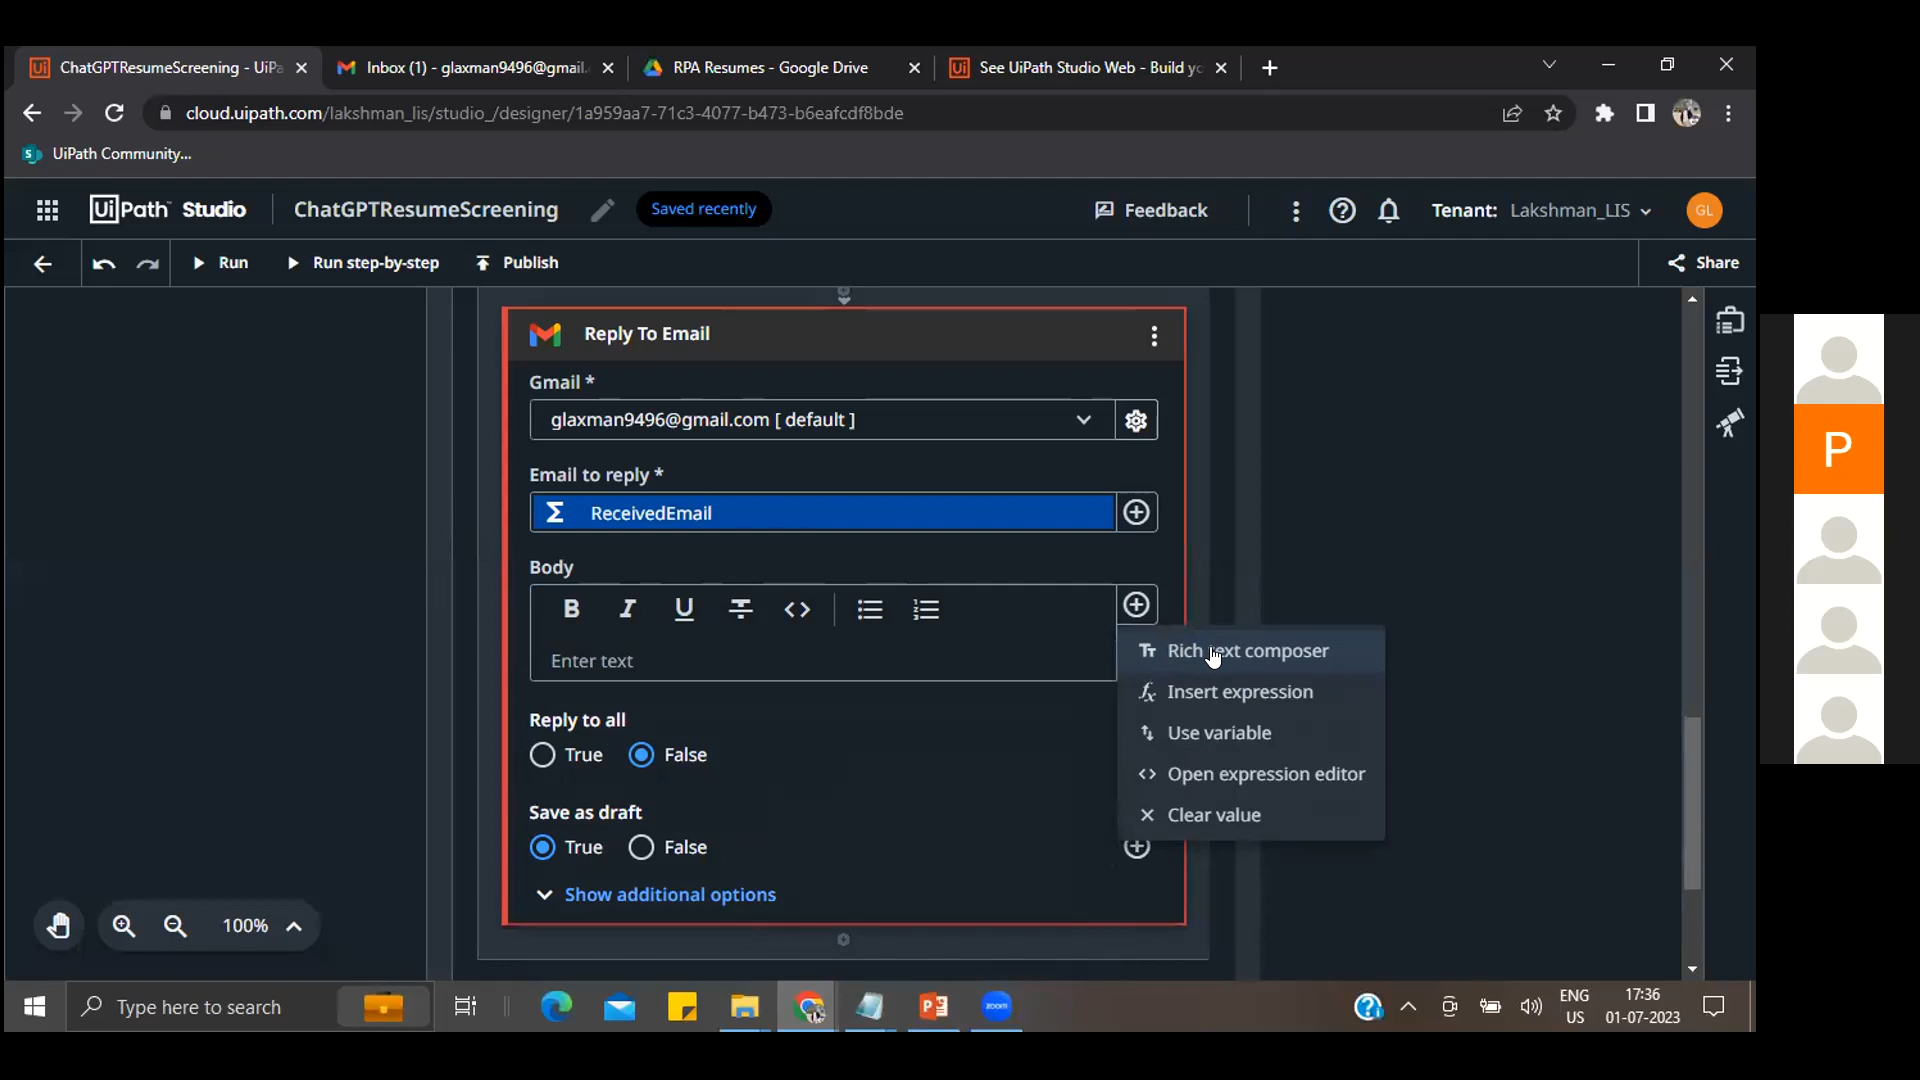 ChatGPTResumeScreening - UiPa
Inbox (1) - glaxman9496@gmail.
RPA Resumes - Google Drive
See UiPath Studio Web - Build yo
cloud.uipath.com/lakshman_lis/studio_/designer/1a959aa7-71c3-4077-b473-b6eafcdf8bde
S UiPath Community...
UiPath Studio
ChatGPTResumeScreening
Saved recently
Feedback
Tenant: Lakshman_LIS
GL
Run
Run step-by-step
Publish
Share
Reply To Email
Gmail *
glaxman9496@gmail.com [ default ]
Email to reply *
ReceivedEmail
Body
B I U
Enter text
Rich text composer
Insert expression
Use variable
Open expression editor
Clear value
Reply to all
True False
Save as draft
True False
Show additional options
100%
P
Type here to search
zoom
ENG
US
17:36
01-07-2023